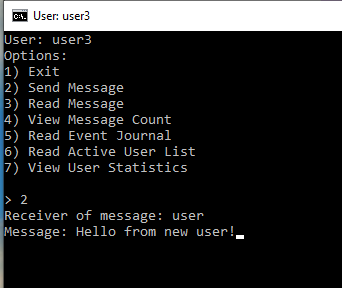 User: user3
User: user3
Options:
1) Exit
2) Send Message
3) Read Message
4) View Message Count
5) Read Event Journal
6) Read Active User List
7) View User Statistics
> 2
Receiver of message: user
Message: Hello from new user!